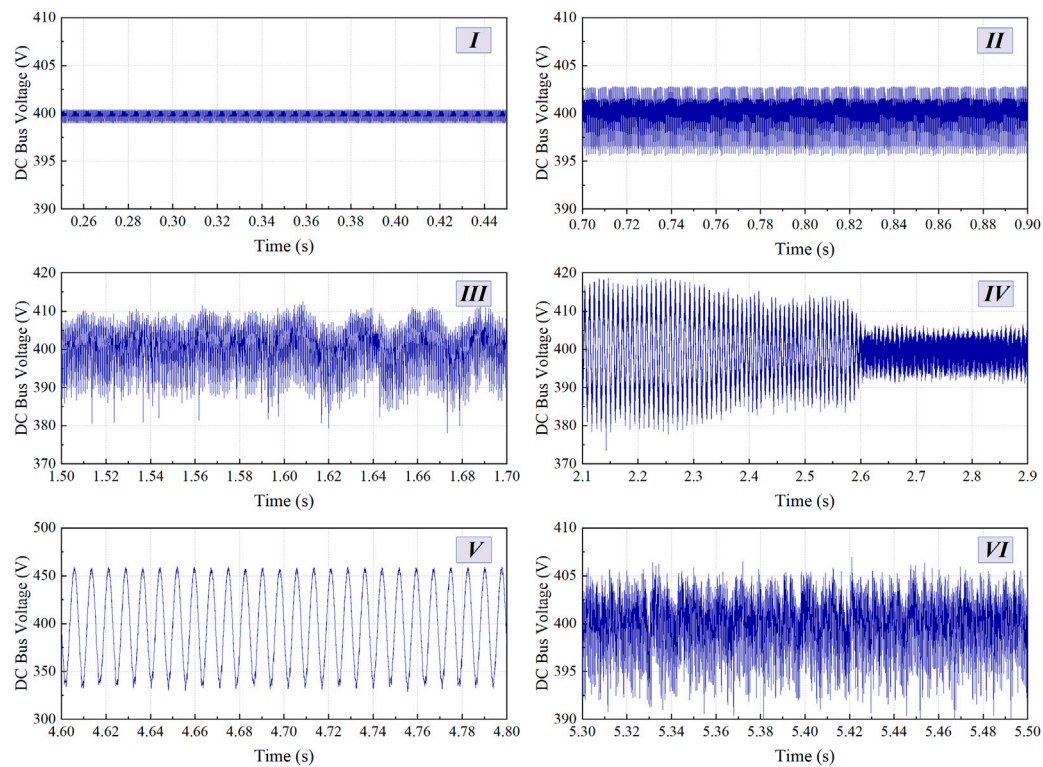 410
405
400
395
390
DC Bus Voltage (V)
I
0.26 0.28 0.30 0.32 0.34 0.36 0.38 0.40 0.42 0.44
Time (s)
410
405
400
395
390
DC Bus Voltage (V)
II
0.70 0.72 0.74 0.76 0.78 0.80 0.82 0.84 0.86 0.88 0.90
Time (s)
420
410
400
390
380
370
DC Bus Voltage (V)
III
1.50 1.52 1.54 1.56 1.58 1.60 1.62 1.64 1.66 1.68 1.70
Time (s)
420
410
400
390
380
370
DC Bus Voltage (V)
IV
2.1 2.2 2.3 2.4 2.5 2.6 2.7 2.8 2.9
Time (s)
500
450
400
350
300
DC Bus Voltage (V)
V
4.60 4.62 4.64 4.66 4.68 4.70 4.72 4.74 4.76 4.78 4.80
Time (s)
410
405
400
395
390
DC Bus Voltage (V)
VI
5.30 5.32 5.34 5.36 5.38 5.40 5.42 5.44 5.46 5.48 5.50
Time (s)